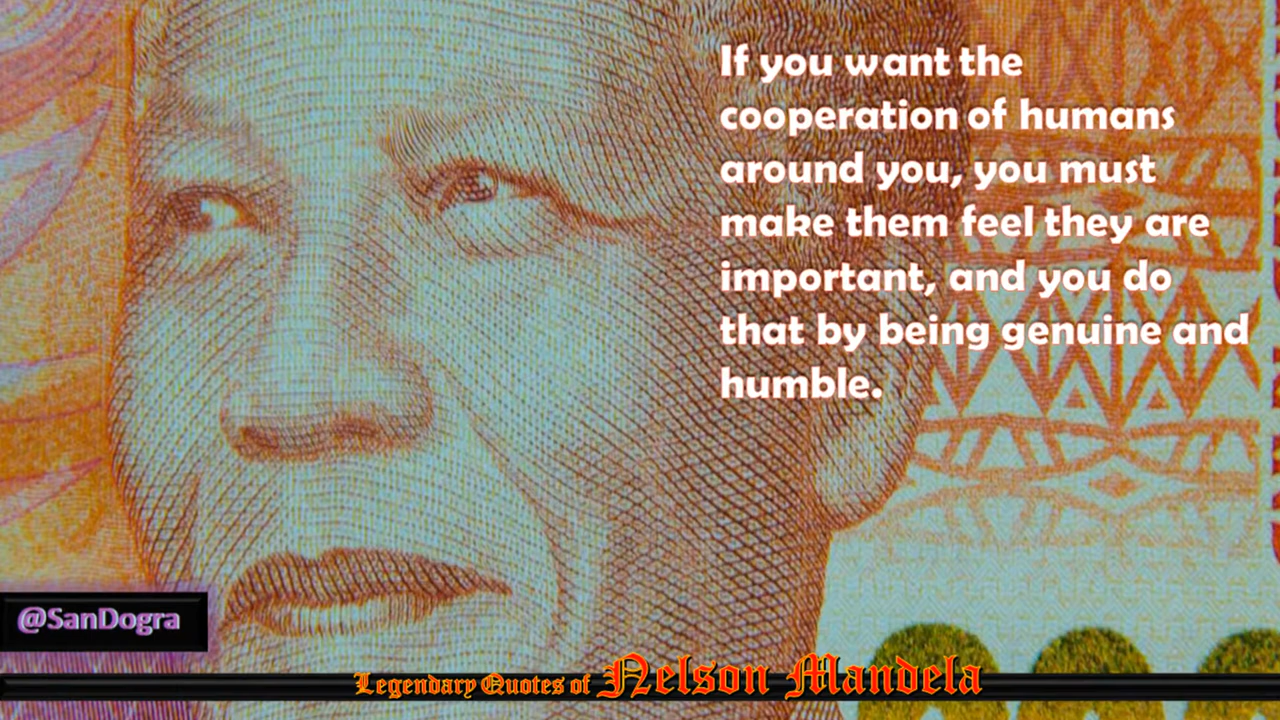 If you want the
cooperation of humans
around you, you must
make them feel they are
important, and you do
that by being genuine and
humble.
@SanDogra
Legendary Quotes of Nelson Mandela